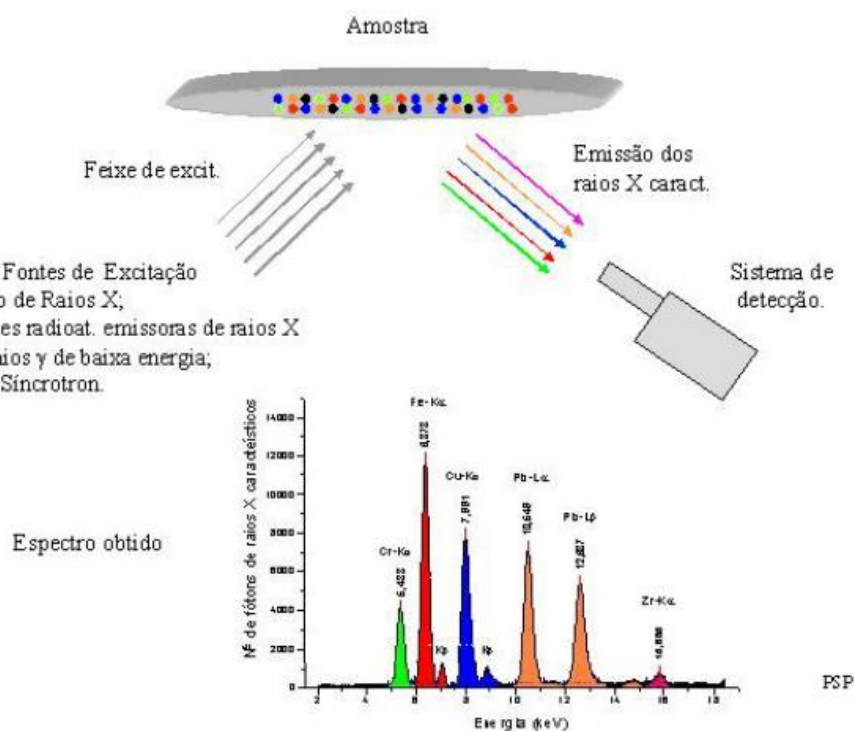 Amostra
Feixe de excit.
Emissão dos
raios X caract.
Fontes de Excitação
o de Raios X;
es radioat. emissoras de raios X
ios γ de baixa energia;
Síncrotron.
Sistema de
detecção.
Espectro obtido
Nº de fótons de raios X característicos
14000
12000
10000
8000
6000
4000
2000
0
Cr-Kα
Fe-Kα
Kβ
Cu-Kα
Kβ
Pb-Lα
Pb-Lβ
Zr-Kα
2 4 6 8 10 12 14 16 18
Energia (keV)
PSP